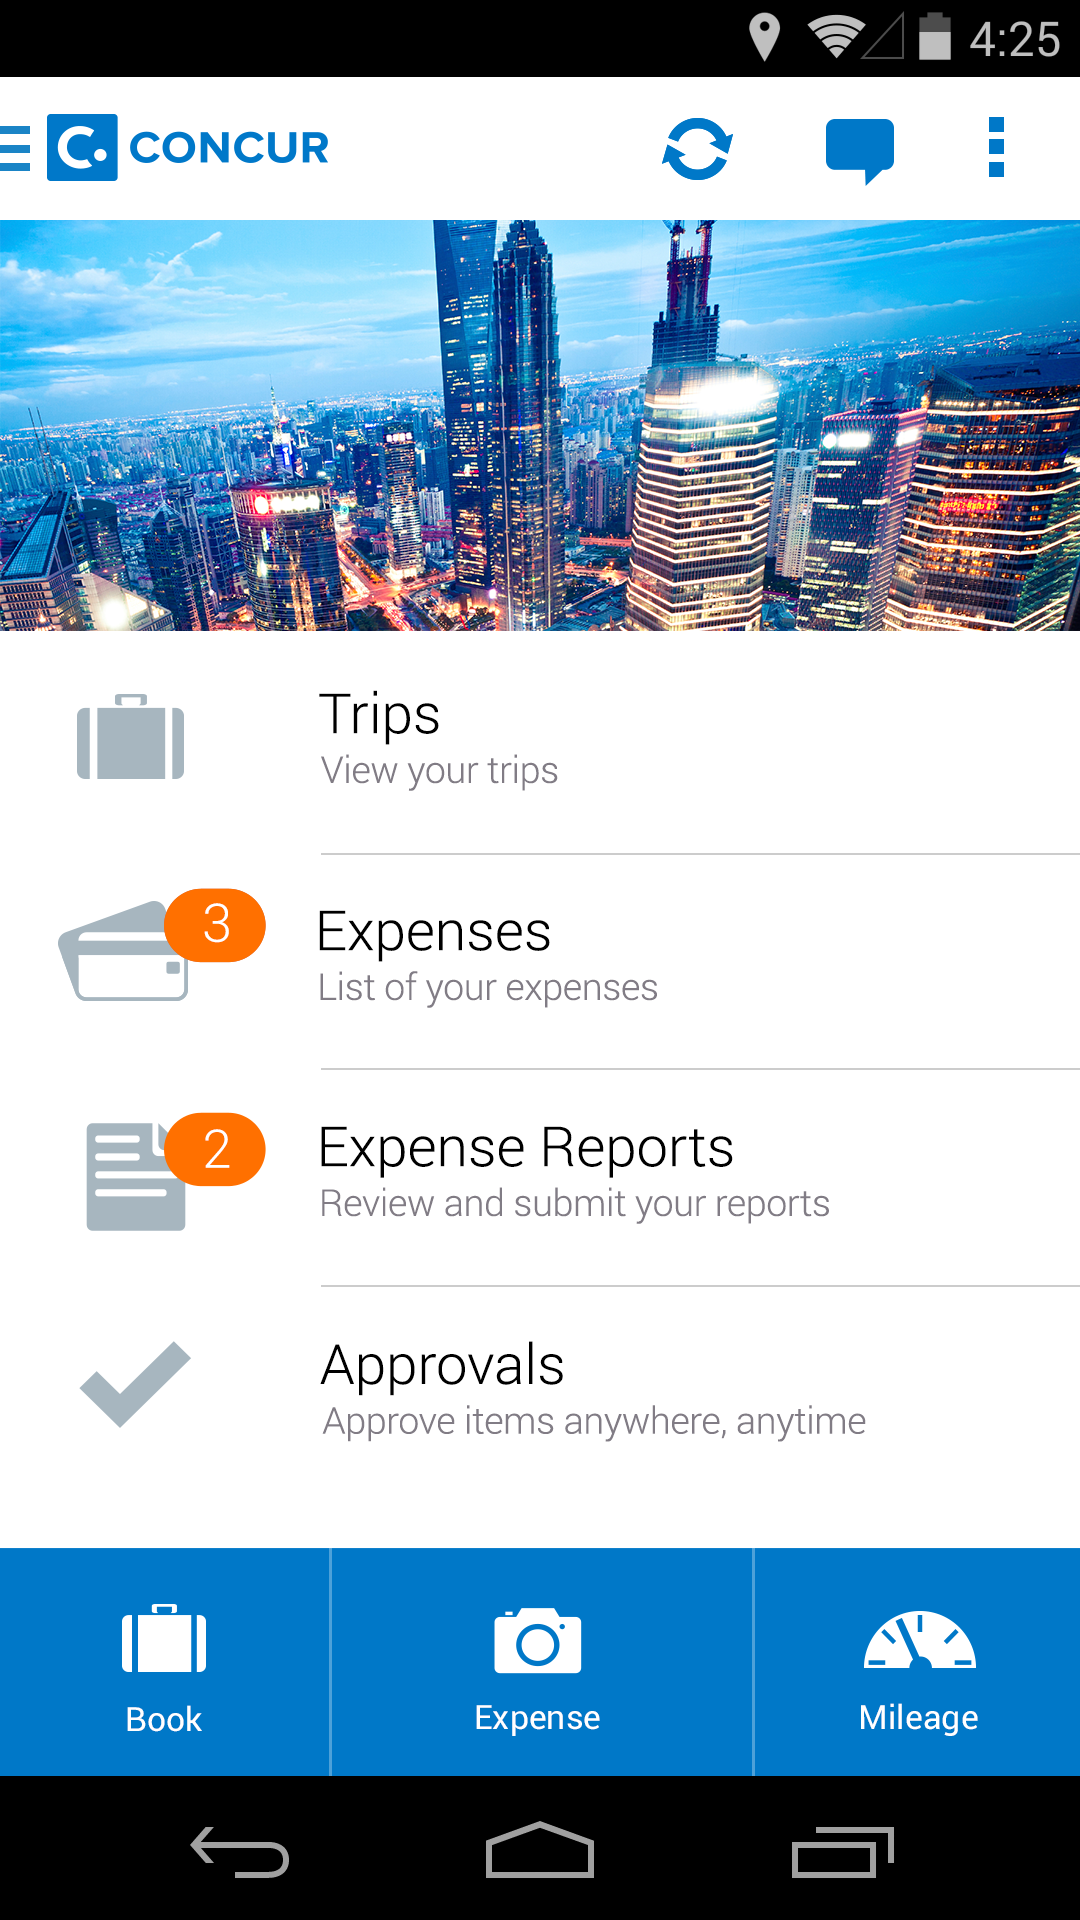 4:25
C. CONCUR
Trips
View your trips
3
Expenses
List of your expenses
2
Expense Reports
Review and submit your reports
Approvals
Approve items anywhere, anytime
Book
Expense
Mileage